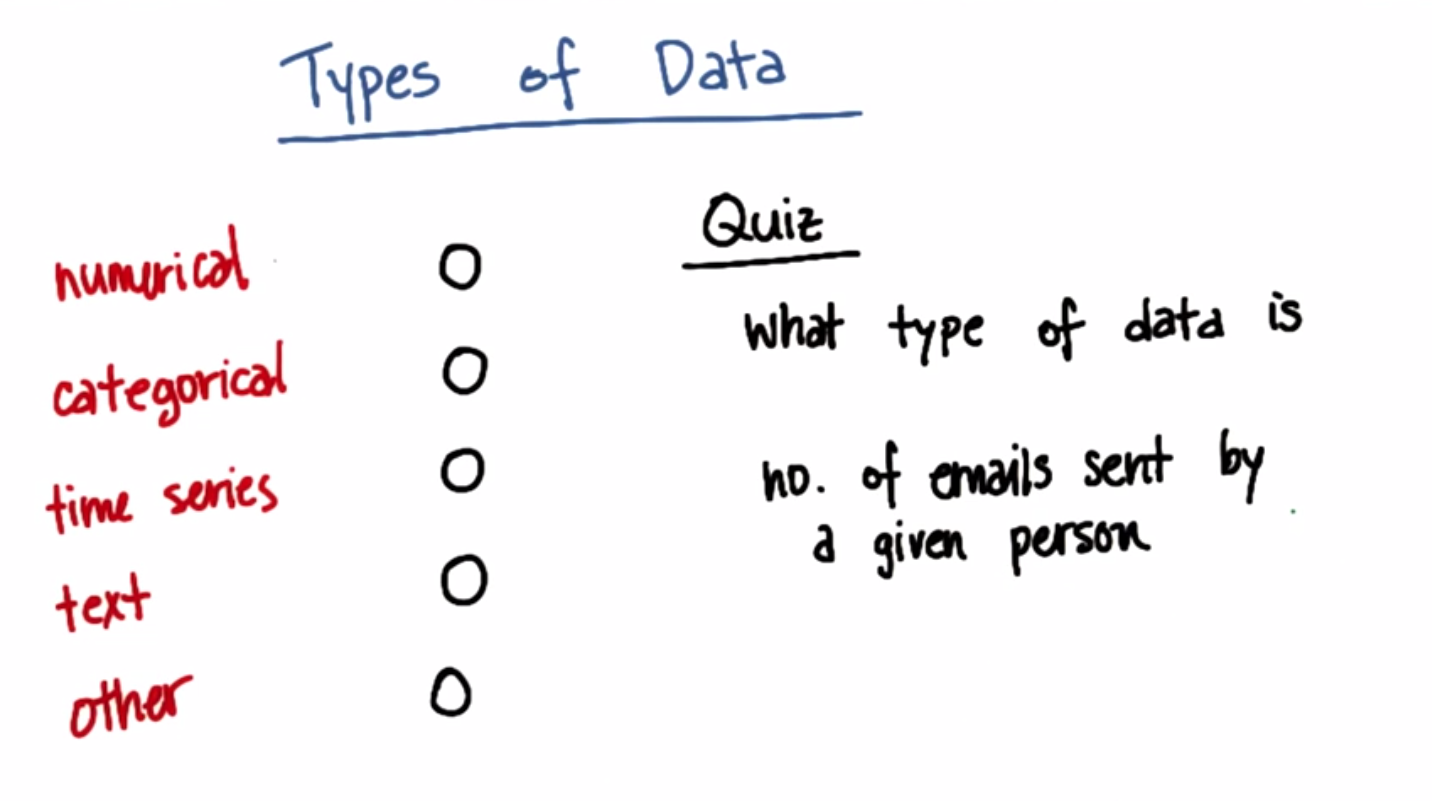 Types of Data
numerical
categorical
time series
text
other
Quiz
What type of data is
no. of emails sent by
a given person